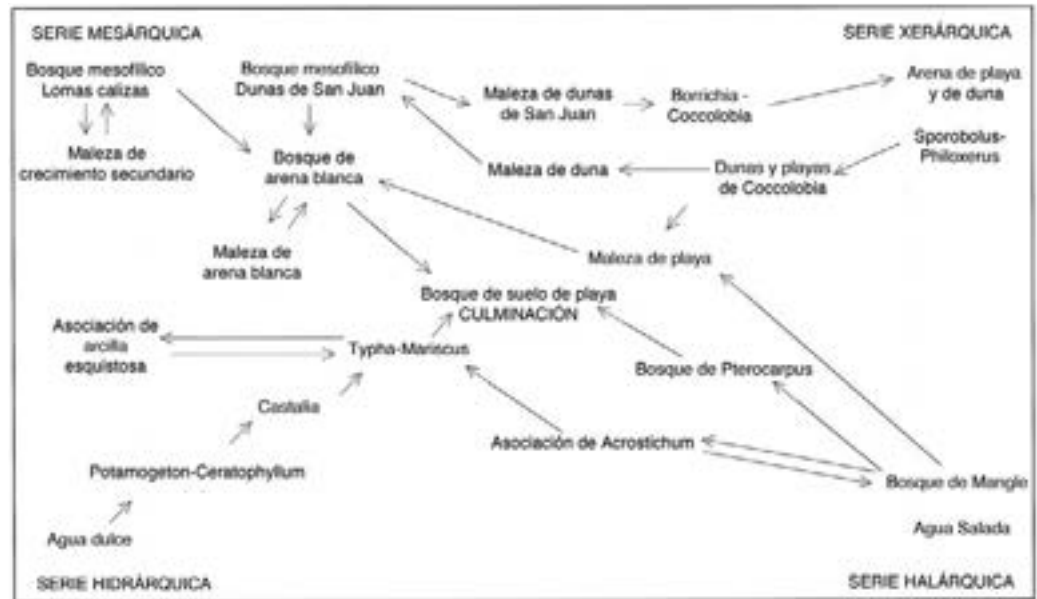 SERIE MESÁRQUICA
SERIE XERÁRQUICA
Bosque mesofílico
Lomas calizas
Bosque mesofílico
Dunas de San Juan
Maleza de dunas
de San Juan
Borrichia -
Coccolobia
Arena de playa
y de duna
Maleza de
crecimiento secundario
Bosque de
arena blanca
Maleza de duna
Dunas y playas
de Coccolobia
Sporobolus-
Philoxerus
Maleza de
arena blanca
Maleza de playa
Bosque de suelo de playa
CULMINACIÓN
Asociación de
arcilla
esquistosa
Typha-Mariscus
Bosque de Pterocarpus
Castalia
Asociación de Acrostichum
Potamogeton-Ceratophyllum
Bosque de Mangle
Agua dulce
Agua Salada
SERIE HIDRÁRQUICA
SERIE HALÁRQUICA